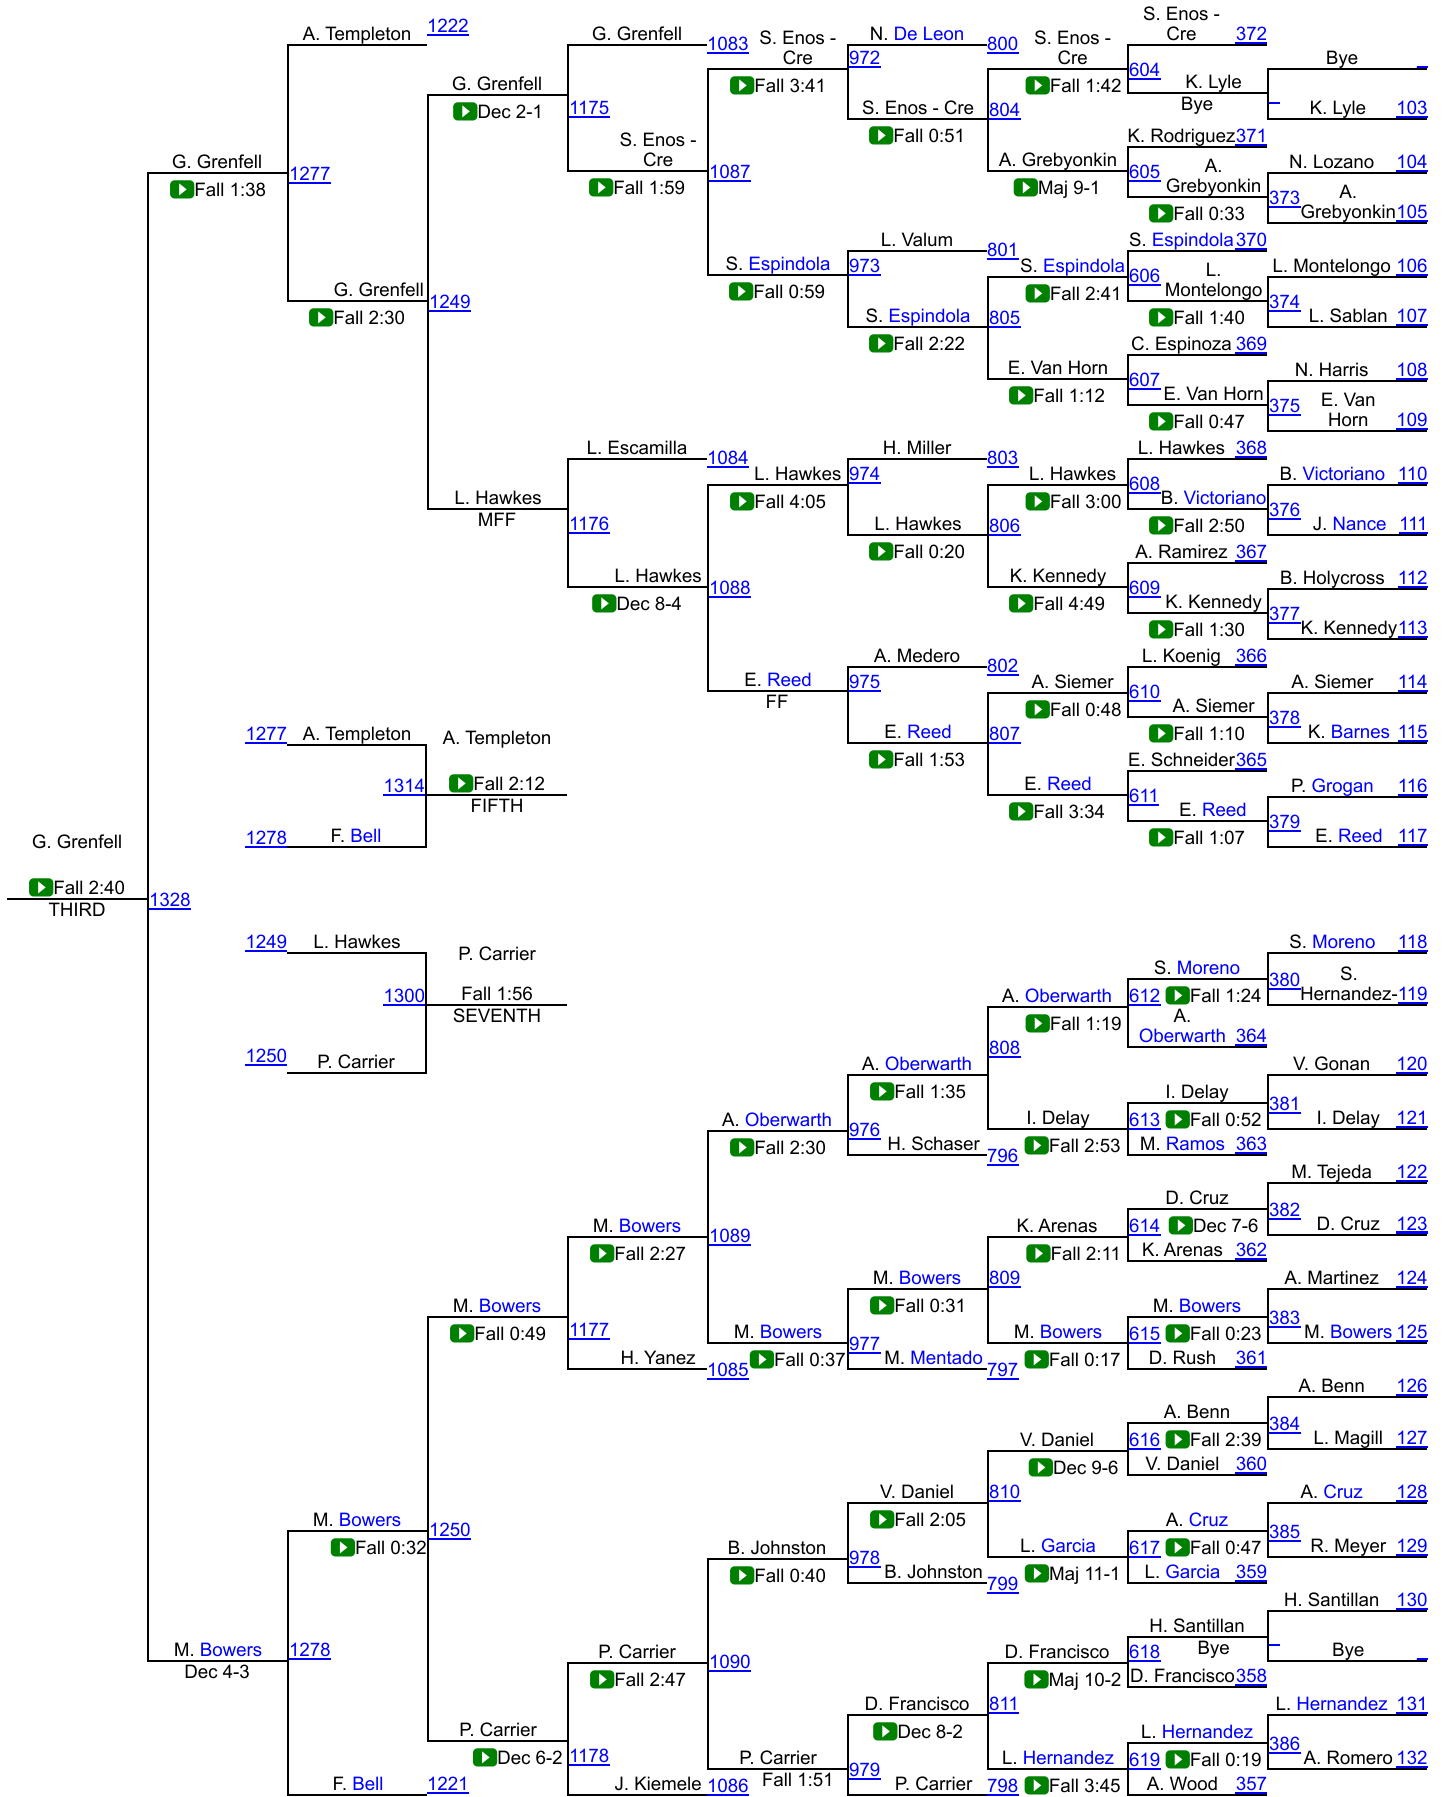 A. Templeton 1222
G. Grenfell 1083
G. Grenfell
Dec 2-1
1175
S. Enos -
Cre
Fall 3:41
N. De Leon 800
972
S. Enos -
Cre
Fall 1:42
S. Enos -
Cre 372
Bye
604
K. Lyle
Bye
K. Lyle 103
S. Enos - Cre
Fall 0:51
804
K. Rodriguez 371
S. Enos -
Cre
Fall 1:59
1087
A. Grebyonkin
Maj 9-1
605
A.
Grebyonkin
Fall 0:33
N. Lozano 104
373
A.
Grebyonkin 105
G. Grenfell
Fall 1:38
1277
L. Valum 801
S. Espindola 370
S. Espindola
Fall 0:59
973
S. Espindola
Fall 2:41
606
L.
Montelongo
Fall 1:40
L. Montelongo 106
374
L. Sablan 107
G. Grenfell
Fall 2:30
1249
S. Espindola
Fall 2:22
805
C. Espinoza 369
E. Van Horn
Fall 1:12
607
E. Van Horn
Fall 0:47
N. Harris 108
375
E. Van
Horn 109
L. Escamilla 1084
H. Miller 803
L. Hawkes 368
L. Hawkes
Fall 4:05
974
L. Hawkes
Fall 3:00
608
B. Victoriano
Fall 2:50
B. Victoriano 110
376
J. Nance 111
L. Hawkes
MFF
1176
L. Hawkes
Fall 0:20
806
A. Ramirez 367
L. Hawkes
Dec 8-4
1088
K. Kennedy
Fall 4:49
609
K. Kennedy
Fall 1:30
B. Holycross 112
377
K. Kennedy 113
A. Medero 802
L. Koenig 366
E. Reed
FF
975
A. Siemer
Fall 0:48
610
A. Siemer
Fall 1:10
A. Siemer 114
378
K. Barnes 115
1277 A. Templeton
A. Templeton
Fall 2:12
FIFTH
1314
1278 F. Bell
E. Reed
Fall 1:53
807
E. Schneider 365
E. Reed
Fall 3:34
611
E. Reed
Fall 1:07
P. Grogan 116
379
E. Reed 117
G. Grenfell
Fall 2:40
THIRD
1328
1249 L. Hawkes
P. Carrier
Fall 1:56
SEVENTH
1300
1250 P. Carrier
S. Moreno 118
S. Moreno
Fall 1:24
380
S.
Hernandez- 119
A. Oberwarth
Fall 1:19
612
A.
Oberwarth 364
A. Oberwarth
Fall 1:35
808
V. Gonan 120
I. Delay
Fall 0:52
381
I. Delay 121
A. Oberwarth
Fall 2:30
976
I. Delay
Fall 2:53
613
M. Ramos 363
H. Schaser 796
M. Tejeda 122
D. Cruz
Dec 7-6
382
D. Cruz 123
M. Bowers
Fall 2:27
1089
K. Arenas
Fall 2:11
614
K. Arenas 362
M. Bowers
Fall 0:31
809
A. Martinez 124
M. Bowers
Fall 0:49
1177
M. Bowers
Fall 0:23
383
M. Bowers 125
M. Bowers
Fall 0:37
977
M. Bowers
Fall 0:17
615
D. Rush 361
H. Yanez 1085
M. Mentado 797
A. Benn 126
A. Benn
Fall 2:39
384
L. Magill 127
V. Daniel
Dec 9-6
616
V. Daniel 360
V. Daniel
Fall 2:05
810
A. Cruz 128
M. Bowers
Fall 0:32
1250
A. Cruz
Fall 0:47
385
R. Meyer 129
B. Johnston
Fall 0:40
978
L. Garcia
Maj 11-1
617
L. Garcia 359
B. Johnston 799
H. Santillan 130
M. Bowers
Dec 4-3
1278
H. Santillan
Bye
Bye
P. Carrier
Fall 2:47
1090
D. Francisco
Maj 10-2
618
D. Francisco 358
D. Francisco
Dec 8-2
811
L. Hernandez 131
P. Carrier
Dec 6-2
1178
L. Hernandez
Fall 0:19
386
A. Romero 132
P. Carrier
Fall 1:51
979
L. Hernandez
Fall 3:45
619
A. Wood 357
F. Bell 1221
J. Kiemele 1086
P. Carrier 798